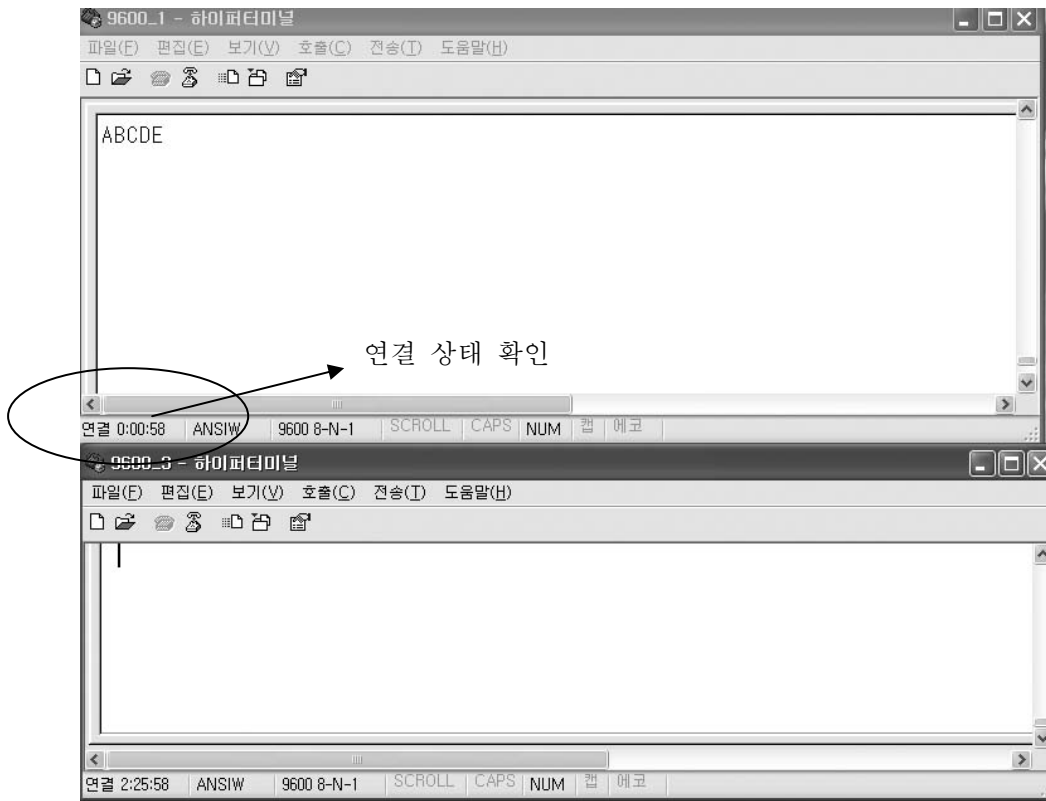 9600_1 - 하이퍼터미널
파일(F) 편집(E) 보기(V) 호출(C) 전송(T) 도움말(H)
ABCDE
연결 상태 확인
연결 0:00:58 ANSIW 9600 8-N-1 SCROLL CAPS NUM 캡 에코
9600_3 - 하이퍼터미널
파일(F) 편집(E) 보기(V) 호출(C) 전송(T) 도움말(H)
연결 2:25:58 ANSIW 9600 8-N-1 SCROLL CAPS NUM 캡 에코